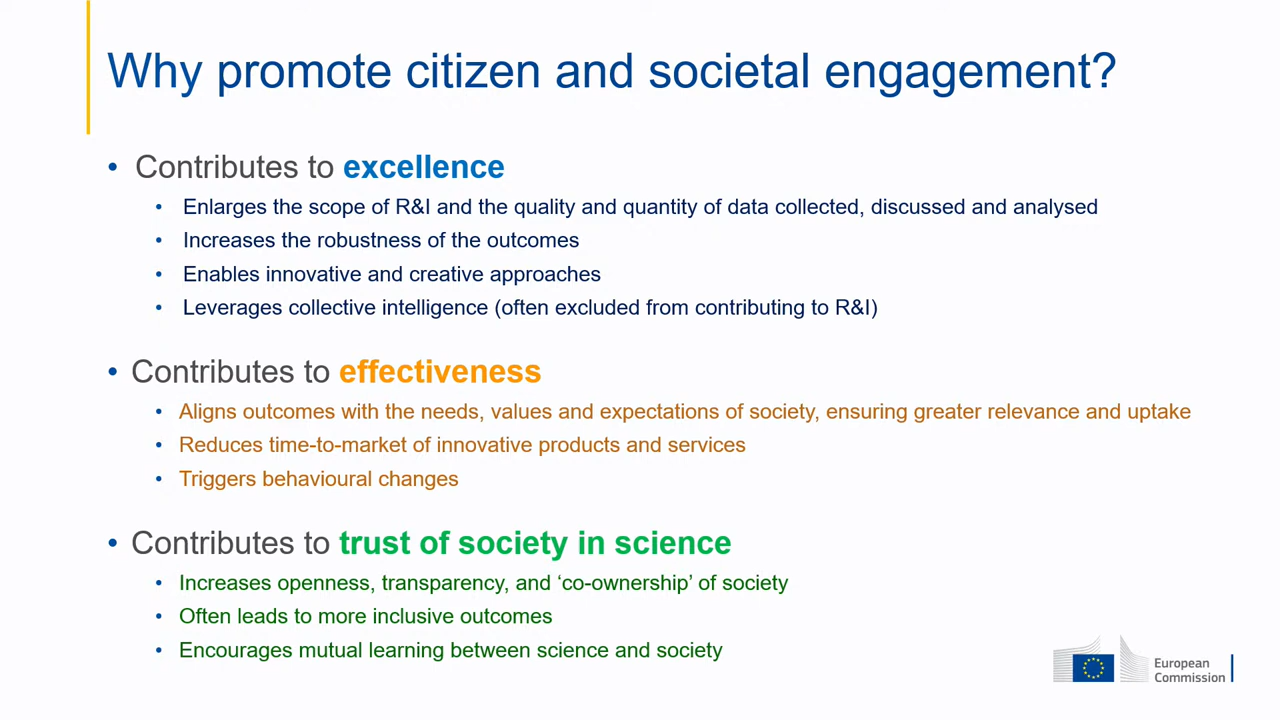 Why promote citizen and societal engagement?
• Contributes to excellence
• Enlarges the scope of R&I and the quality and quantity of data collected, discussed and analysed
• Increases the robustness of the outcomes
• Enables innovative and creative approaches
• Leverages collective intelligence (often excluded from contributing to R&I)
• Contributes to effectiveness
• Aligns outcomes with the needs, values and expectations of society, ensuring greater relevance and uptake
• Reduces time-to-market of innovative products and services
• Triggers behavioural changes
• Contributes to trust of society in science
• Increases openness, transparency, and ‘co-ownership’ of society
• Often leads to more inclusive outcomes
• Encourages mutual learning between science and society
European
Commission